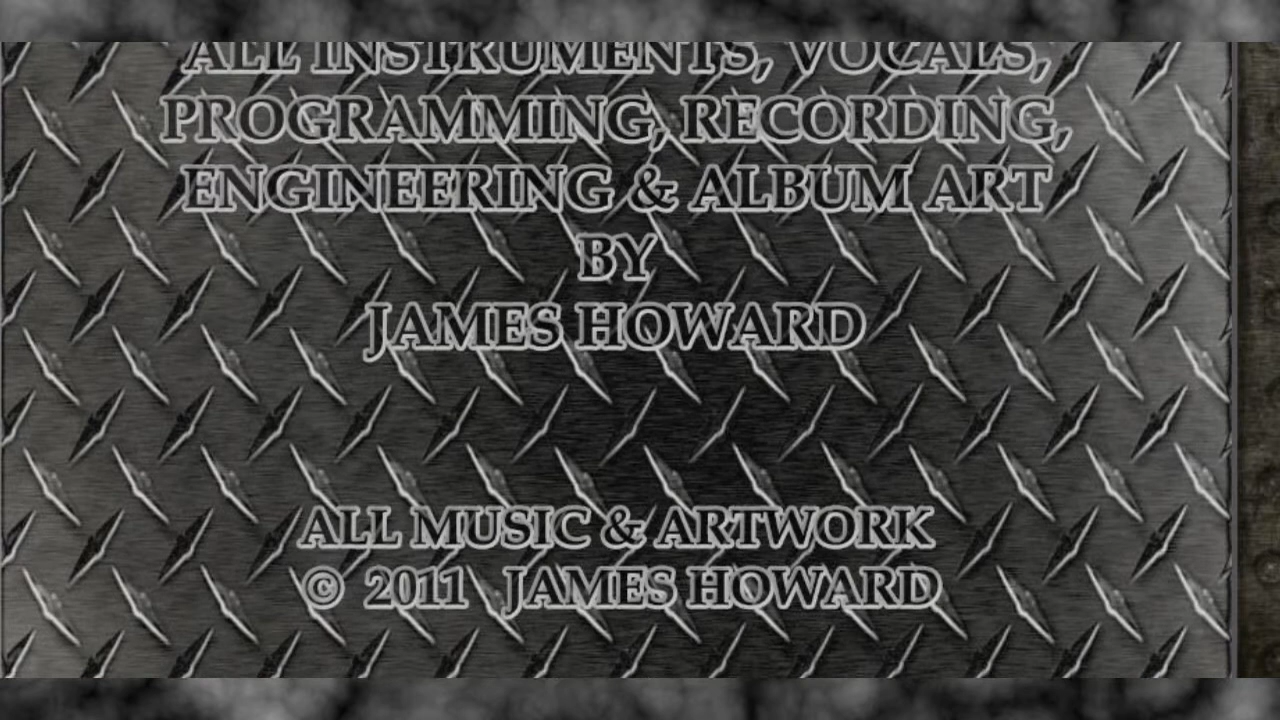 ALL INSTRUMENTS, VOCALS,
PROGRAMMING, RECORDING,
ENGINEERING & ALBUM ART
BY
JAMES HOWARD
ALL MUSIC & ARTWORK
© 2011 JAMES HOWARD